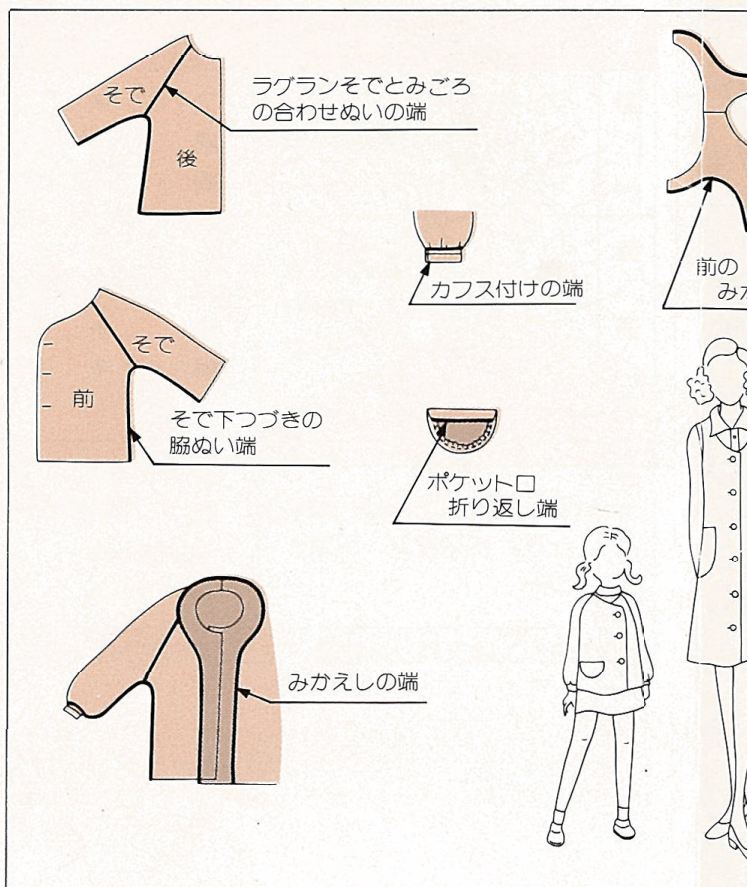 そで
後
ラグランそでとみごろ
の合わせぬいの端
カフス付けの端
前の
みか
そで
前
そで下つづきの
脇ぬい端
ポケット口
折り返し端
みかえしの端